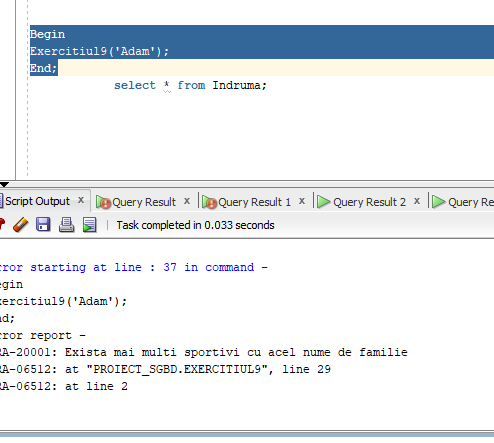 Begin
Exercitiul9('Adam');
End;
select * from Indruma;
Script Output x
Query Result x
Query Result 1 x
Query Result 2 x
Query Re
Task completed in 0.033 seconds
rror starting at line : 37 in command -
egin
xercitiul9('Adam');
nd;
rror report -
RA-20001: Exista mai multi sportivi cu acel nume de familie
RA-06512: at "PROIECT_SGBD.EXERCITIUL9", line 29
RA-06512: at line 2